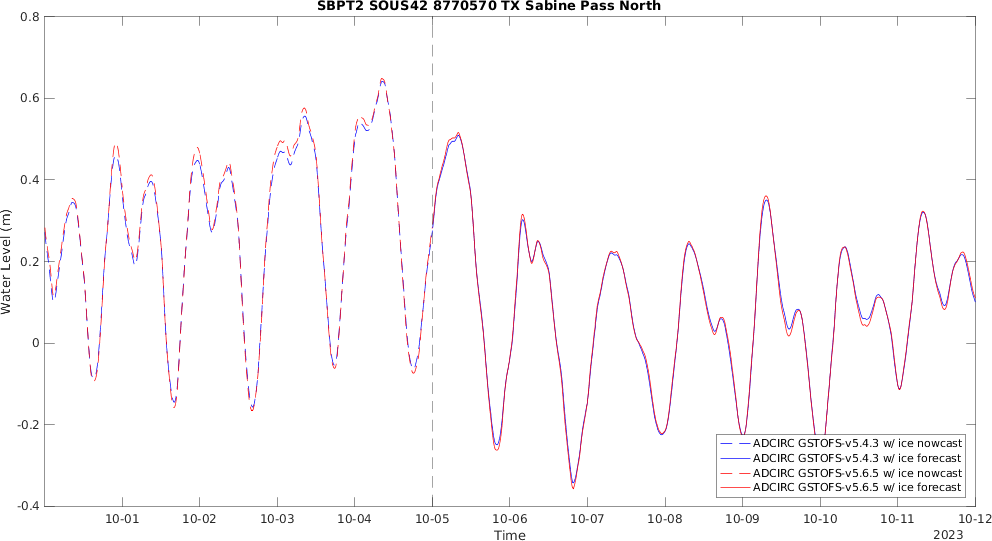 SBPT2 SOUS42 8770570 TX Sabine Pass North
Water Level (m)
0.8
0.6
0.4
0.2
0
-0.2
-0.4
10-01
10-02
10-03
10-04
10-05
10-06
10-07
10-08
10-09
10-10
10-11
10-12
2023
Time
ADCIRC GSTOFS-v5.4.3 w/ ice nowcast
ADCIRC GSTOFS-v5.4.3 w/ ice forecast
ADCIRC GSTOFS-v5.6.5 w/ ice nowcast
ADCIRC GSTOFS-v5.6.5 w/ ice forecast